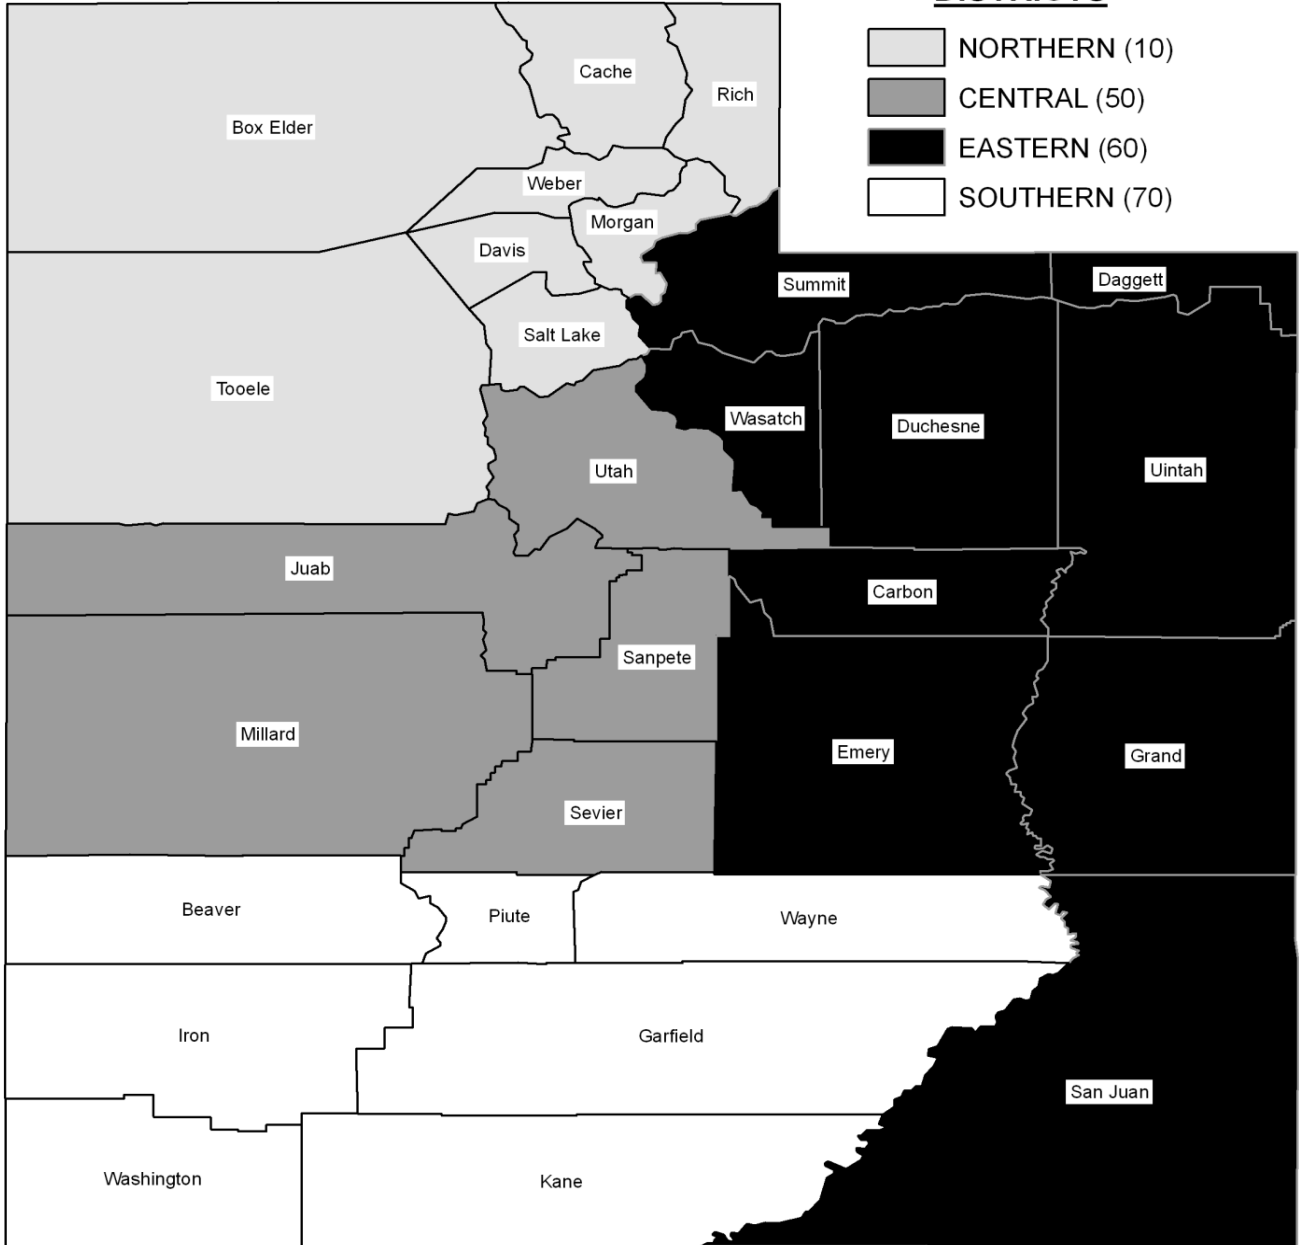 NORTHERN (10)
CENTRAL (50)
EASTERN (60)
SOUTHERN (70)
Cache
Rich
Box Elder
Weber
Morgan
Davis
Summit
Daggett
Salt Lake
Tooele
Wasatch
Duchesne
Utah
Uintah
Juab
Carbon
Sanpete
Millard
Emery
Grand
Sevier
Beaver
Piute
Wayne
Iron
Garfield
San Juan
Washington
Kane